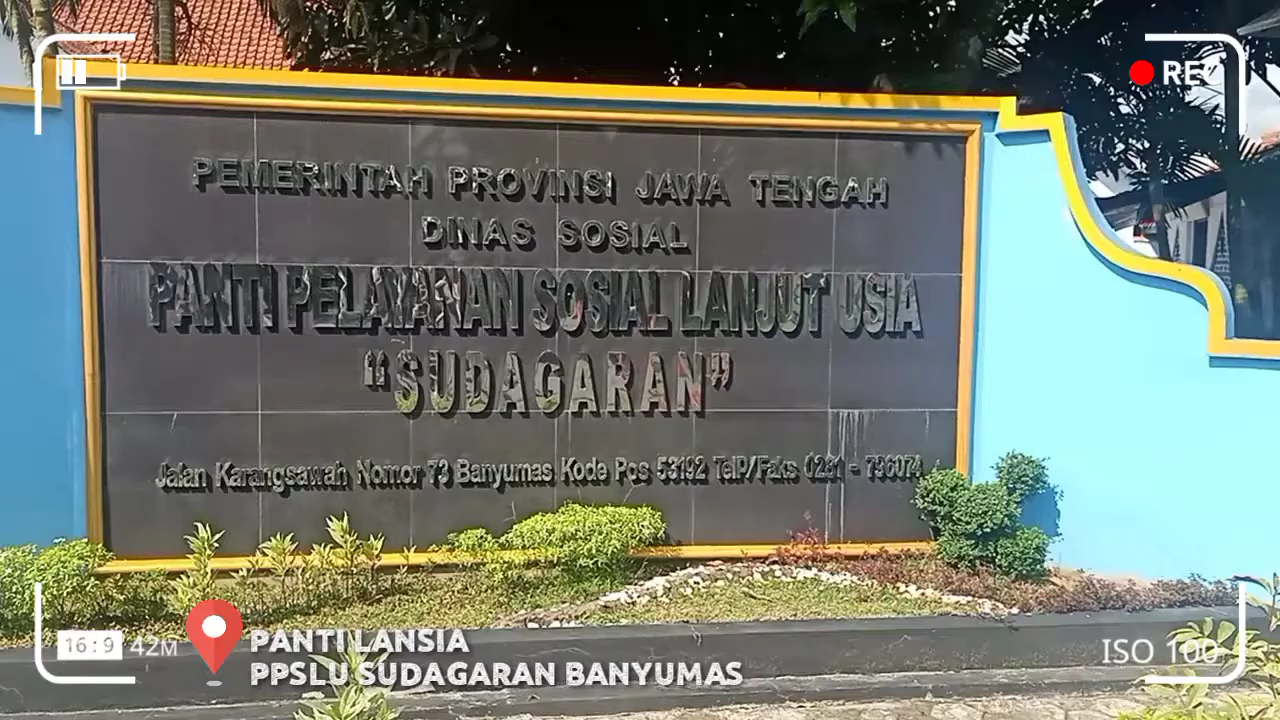 REC
PEMERINTAH PROVINSI JAWA TENGAH
DINAS SOSIAL
PANTI PELAYANAN SOSIAL LANJUT USIA
“SUDAGARAN”
Jalan Karangsawah Nomor 73 Banyumas Kode Pos 53192 Telp/Faks 0281 - 796074
16:9 42M
PANTI LANSIA
PPSLU SUDAGARAN BANYUMAS
ISO 100